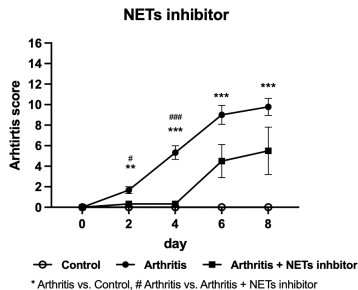 NETs inhibitor
16
14
12
10
8
6
4
2
0
Arhtirtis score
#
**
###
***
***
***
0 2 4 6 8
day
Control Arthritis Arthritis + NETs inhbitor
* Arthritis vs. Control, # Arthritis vs. Arthritis + NETs inhibitor